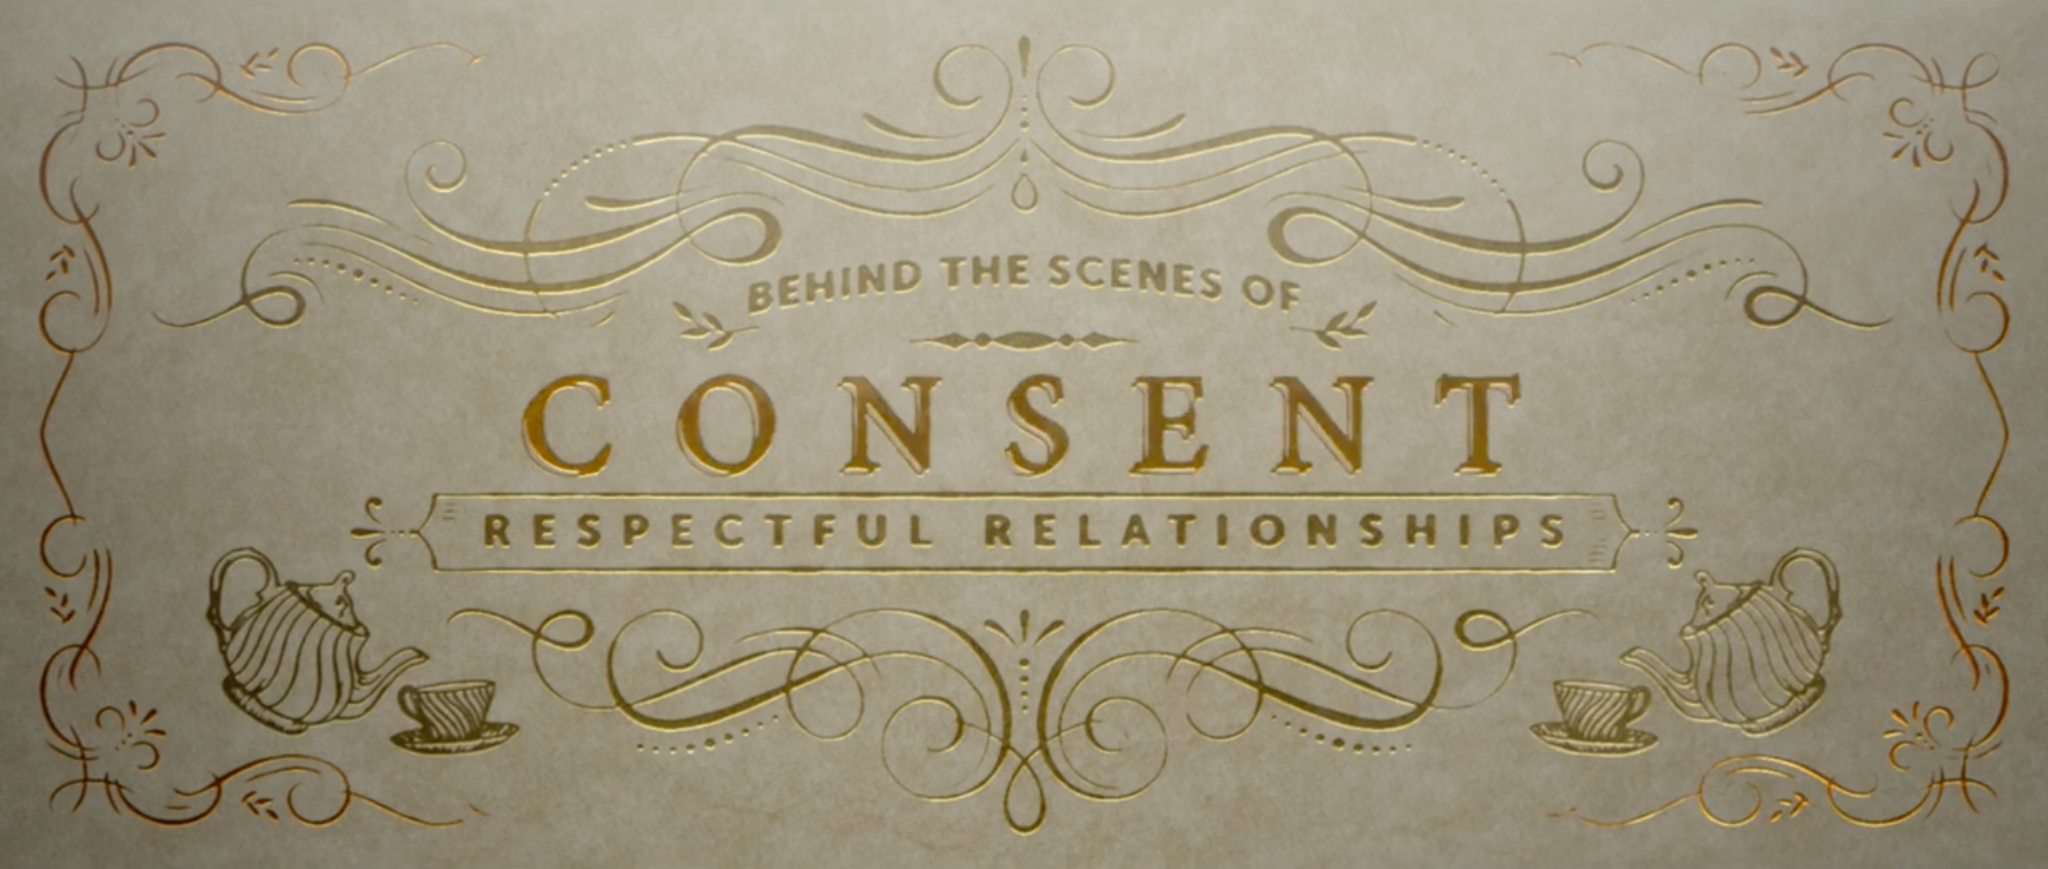 BEHIND THE SCENES OF
CONSENT
RESPECTFUL RELATIONSHIPS